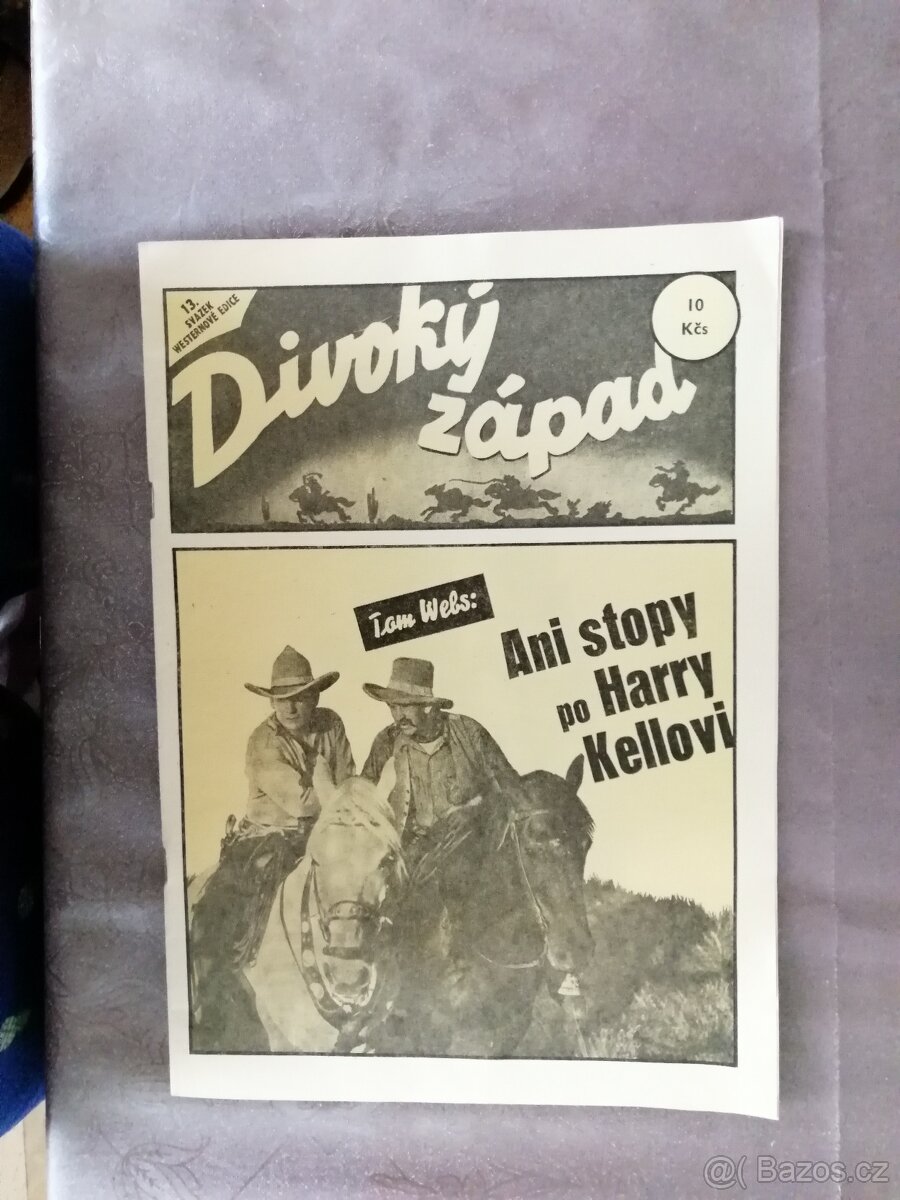 13.
SVAZEK
WESTERNOVÉ EDICE
Divoký
západ
10
Kčs
Tom Webs:
Ani stopy
po Harry
Kellovi
@( Bazos.cz